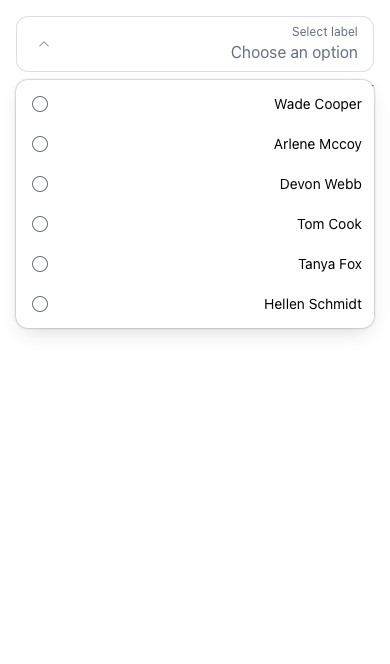 Select label
Choose an option
Wade Cooper
Arlene Mccoy
Devon Webb
Tom Cook
Tanya Fox
Hellen Schmidt